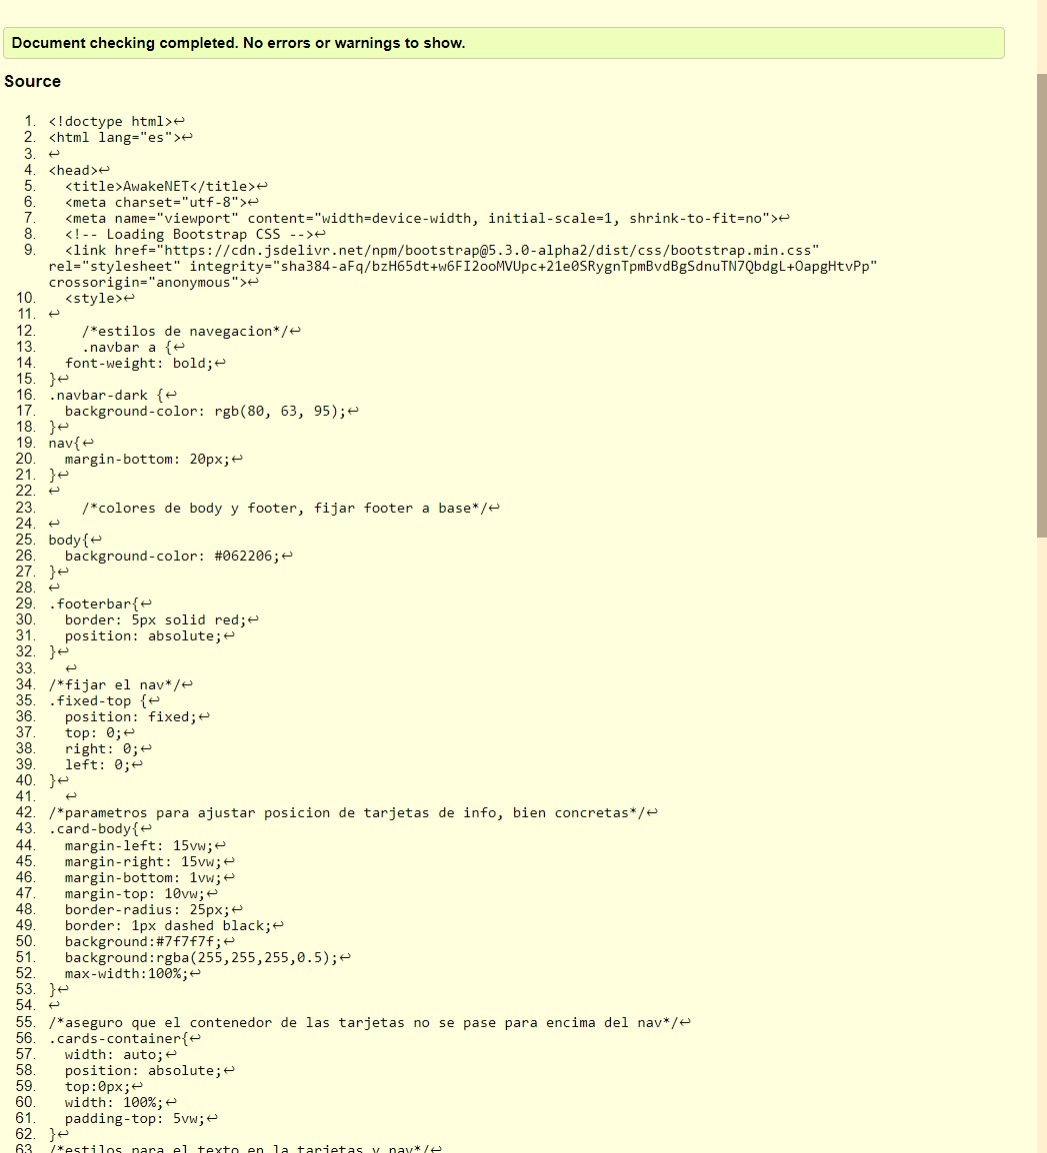 Document checking completed. No errors or warnings to show.
Source
1. <!doctype html>↩
2. <html lang="es">↩
3. ↩
4. <head>↩
5. <title>AwakeNET</title>↩
6. <meta charset="utf-8">↩
7. <meta name="viewport" content="width=device-width, initial-scale=1, shrink-to-fit=no">↩
8. <!-- Loading Bootstrap CSS -->↩
9. <link href="https://cdn.jsdelivr.net/npm/bootstrap@5.3.0-alpha2/dist/css/bootstrap.min.css"
rel="stylesheet" integrity="sha384-aFq/bzH65dt+w6FI2ooMVUpc+21e0SRygnTpmBvdBgSdnuTN7QbdgL+OapgHtvPp"
crossorigin="anonymous">↩
10. <style>↩
11. ↩
12. /*estilos de navegacion*/↩
13. .navbar a {↩
14. font-weight: bold;↩
15. }↩
16. .navbar-dark {↩
17. background-color: rgb(80, 63, 95);↩
18. }↩
19. nav{↩
20. margin-bottom: 20px;↩
21. }↩
22. ↩
23. /*colores de body y footer, fijar footer a base*/↩
24. ↩
25. body{↩
26. background-color: #062206;↩
27. }↩
28. ↩
29. .footerbar{↩
30. border: 5px solid red;↩
31. position: absolute;↩
32. }↩
33. ↩
34. /*fijar el nav*/↩
35. .fixed-top {↩
36. position: fixed;↩
37. top: 0;↩
38. right: 0;↩
39. left: 0;↩
40. }↩
41. ↩
42. /*parametros para ajustar posicion de tarjetas de info, bien concretas*/↩
43. .card-body{↩
44. margin-left: 15vw;↩
45. margin-right: 15vw;↩
46. margin-bottom: 1vw;↩
47. margin-top: 10vw;↩
48. border-radius: 25px;↩
49. border: 1px dashed black;↩
50. background:#7f7f7f;↩
51. background:rgba(255,255,255,0.5);↩
52. max-width:100%;↩
53. }↩
54. ↩
55. /*aseguro que el contenedor de las tarjetas no se pase para encima del nav*/↩
56. .cards-container{↩
57. width: auto;↩
58. position: absolute;↩
59. top:0px;↩
60. width: 100%;↩
61. padding-top: 5vw;↩
62. }↩
63. /*estilos para el texto en la tarjetas y nav*/↩